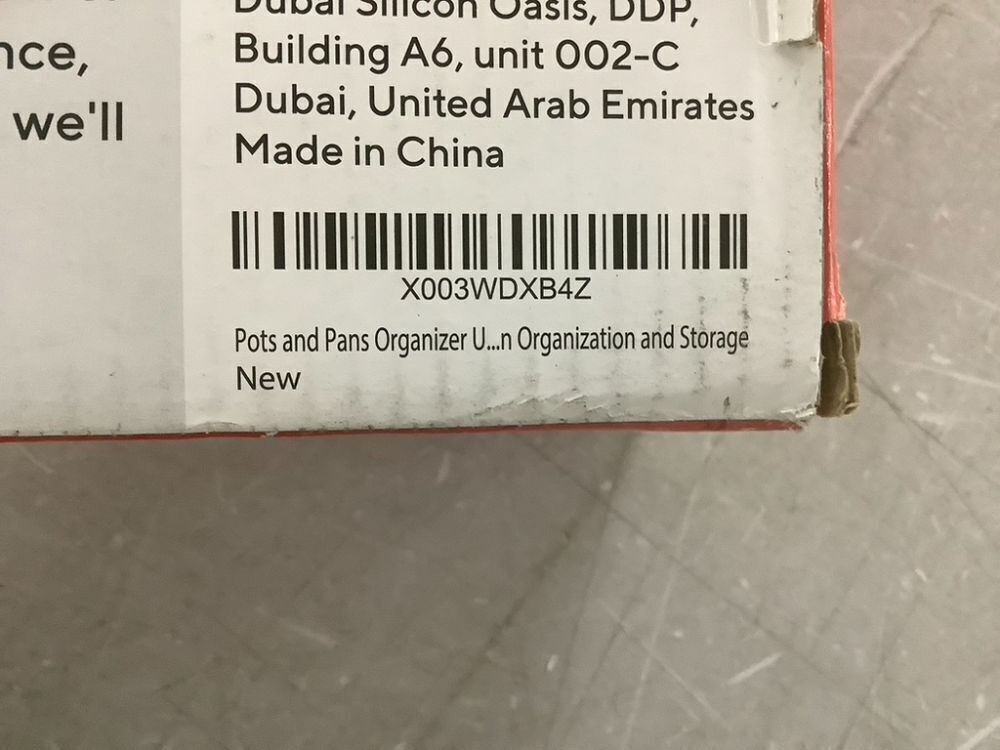 nce,
we'll
Dubai Silicon Oasis, DDP,
Building A6, unit 002-C
Dubai, United Arab Emirates
Made in China
X003WDXB4Z
Pots and Pans Organizer U...n Organization and Storage
New